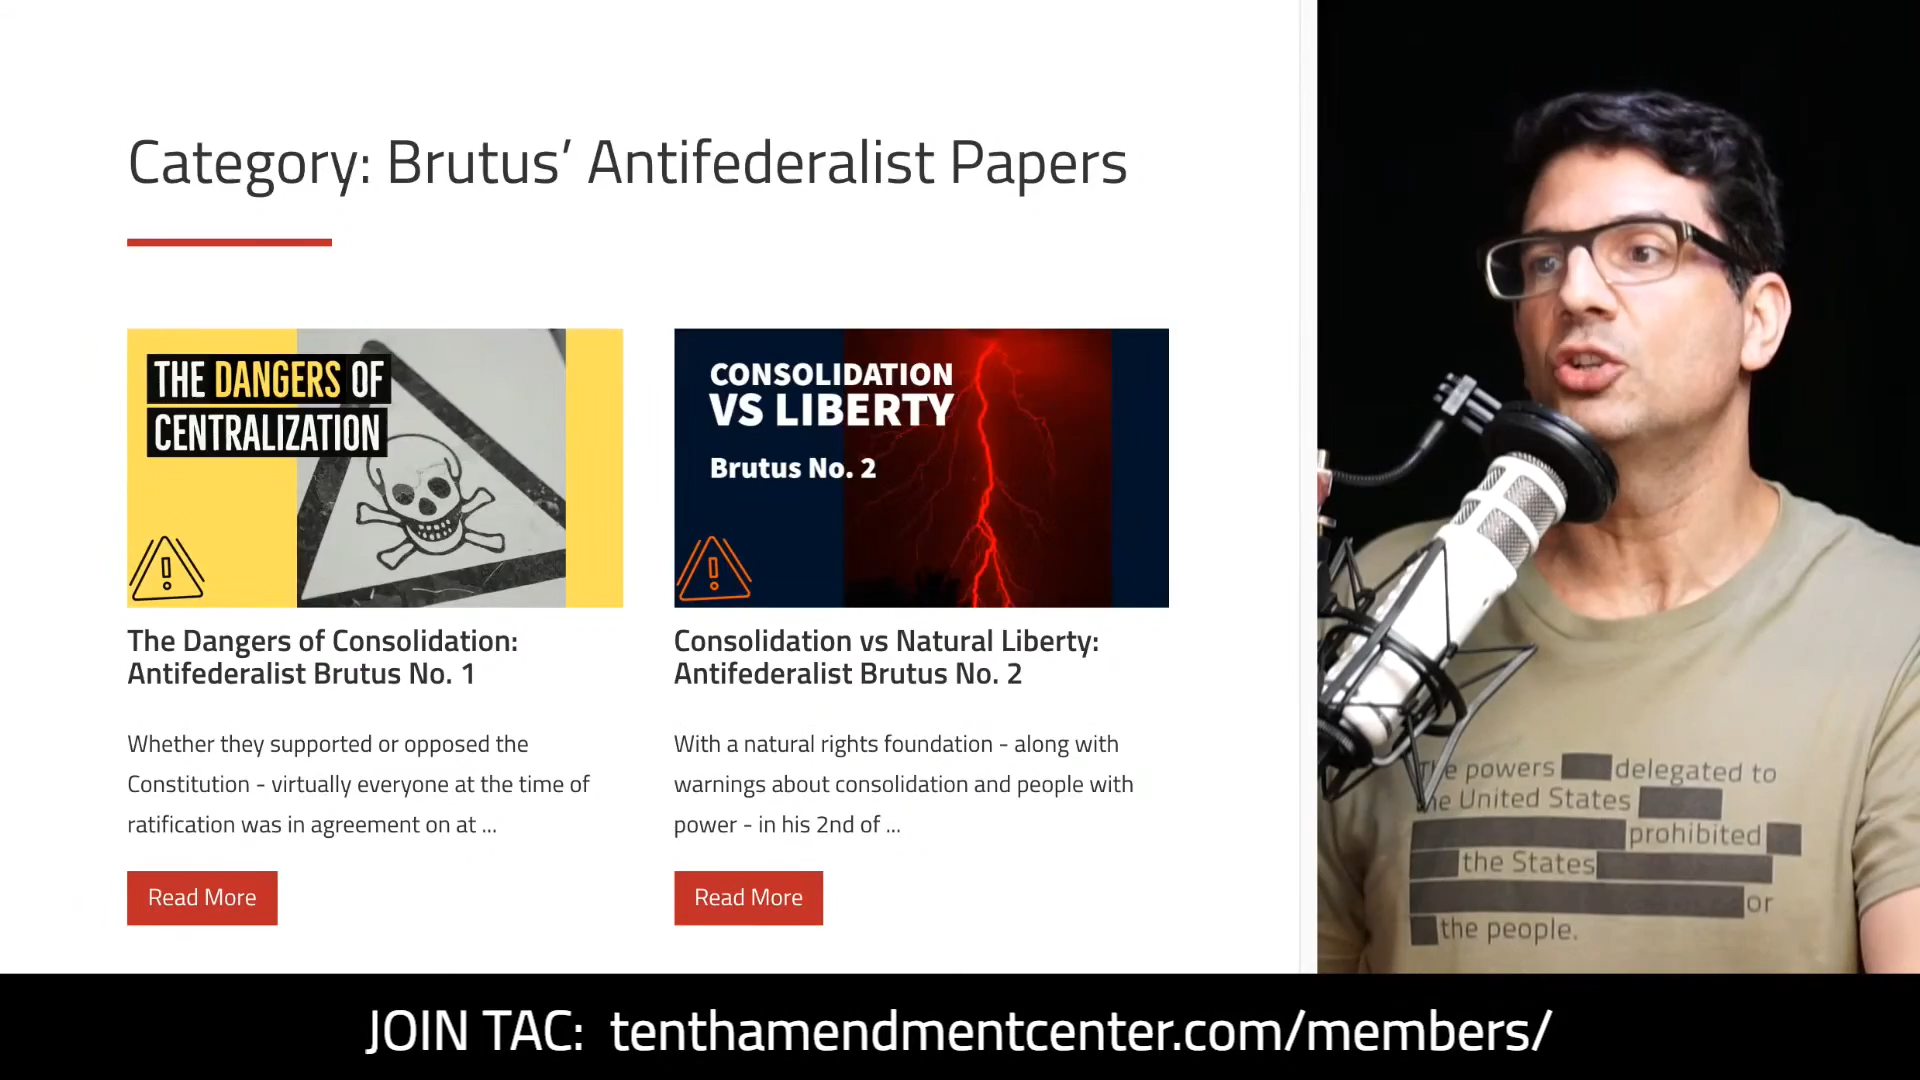 Category: Brutus’ Antifederalist Papers
THE DANGERS OF
CENTRALIZATION
CONSOLIDATION
VS LIBERTY
Brutus No. 2
The Dangers of Consolidation:
Antifederalist Brutus No. 1
Consolidation vs Natural Liberty:
Antifederalist Brutus No. 2
Whether they supported or opposed the
Constitution - virtually everyone at the time of
ratification was in agreement on at ...
With a natural rights foundation - along with
warnings about consolidation and people with
power - in his 2nd of ...
Read More
Read More
The powers delegated to
the United States
prohibited
the States
or
the people.
JOIN TAC: tenthamendmentcenter.com/members/